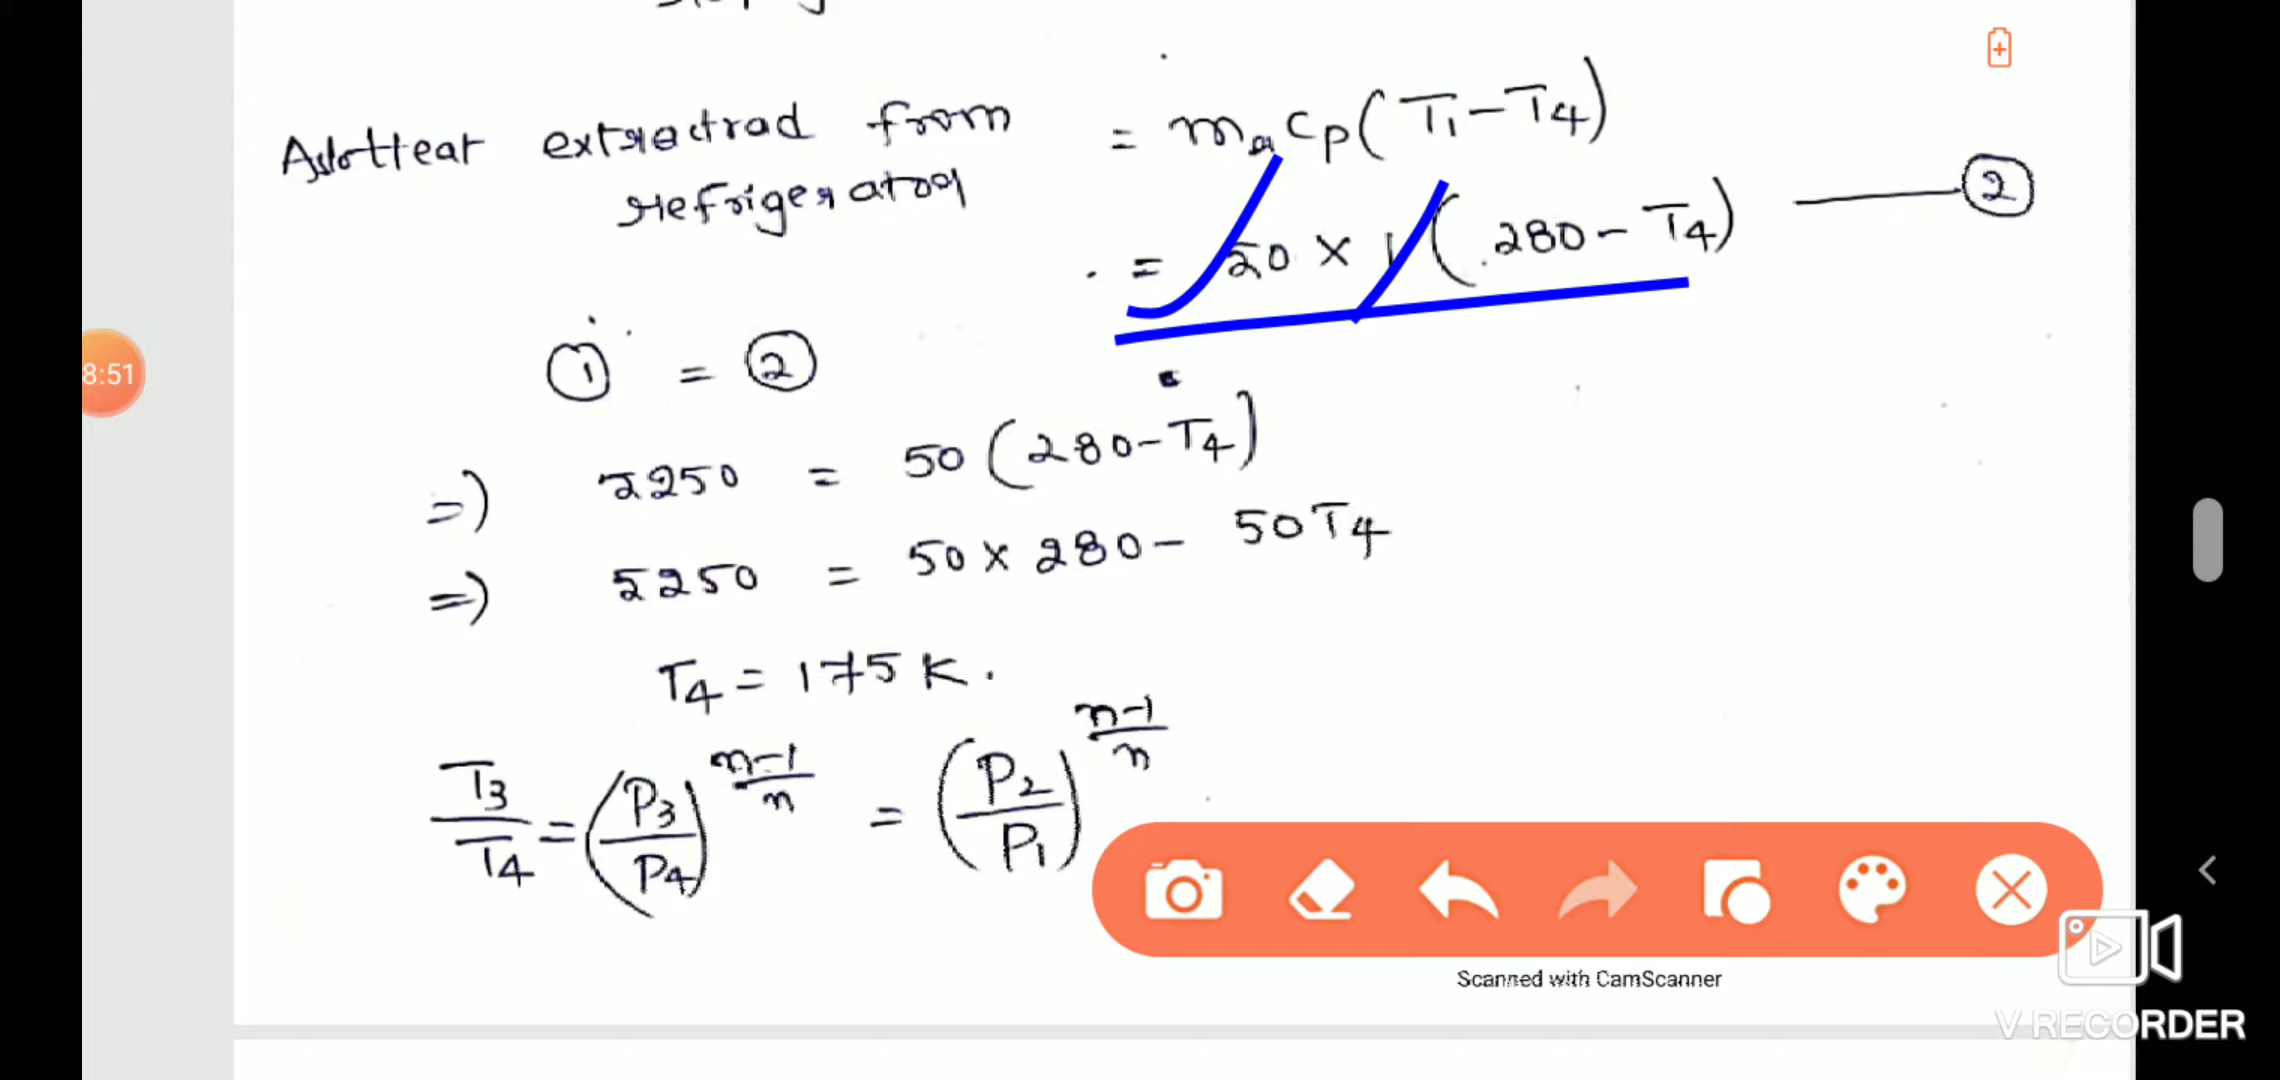 Also Heat extracted from = ma Cp (T1 - T4)
refrigerator
= 50 × 1 (280 - T4) —— 2
1 = 2
=) 5250 = 50 (280 - T4)
=) 5250 = 50 × 280 - 50T4
T4 = 175 K.
T3/T4 = (P3/P4)^(n-1/n) = (P2/P1)^(n-1/n)
8:51
Scanned with CamScanner
V RECORDER